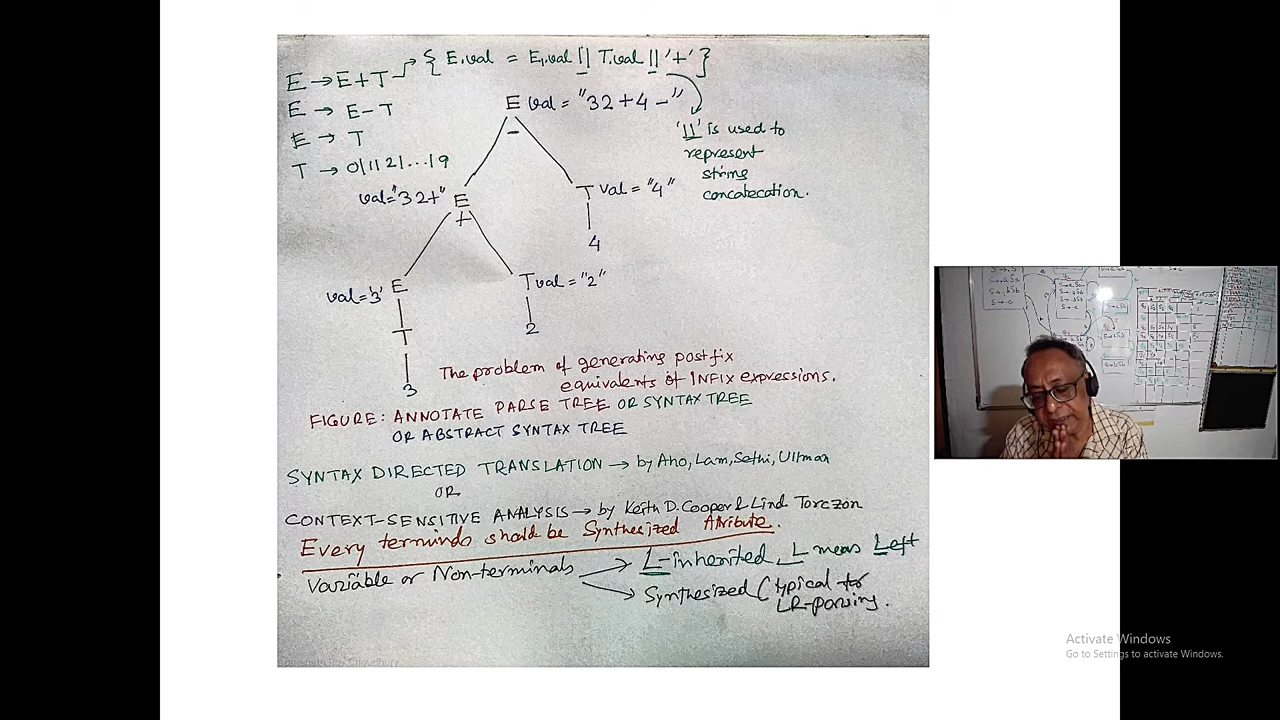 E → E + T → { E.val = E₁.val || T.val || '+' }
E → E - T
E → T
T → 0|1|2|...|9
E val = "32+4-"
-
'||' is used to
represent
string
concatecation.
val="32+" E
+
T val = "4"
4
val='3' E
T val = "2"
T
2
3
The problem of generating postfix
equivalents of INFIX expressions.
FIGURE: ANNOTATE PARSE TREE OR SYNTAX TREE
OR ABSTRACT SYNTAX TREE
SYNTAX DIRECTED TRANSLATION → by Aho, Lam, Sethi, Ullman
OR
CONTEXT-SENSITIVE ANALYSIS → by Keith D. Cooper & Lind Torczon
Every terminds should be Synthesized Attribute.
Variable or Non-terminals → L-inherited, L meas Left
→ Synthesized (typical to LR-parsing.
Activate Windows
Go to Settings to activate Windows.